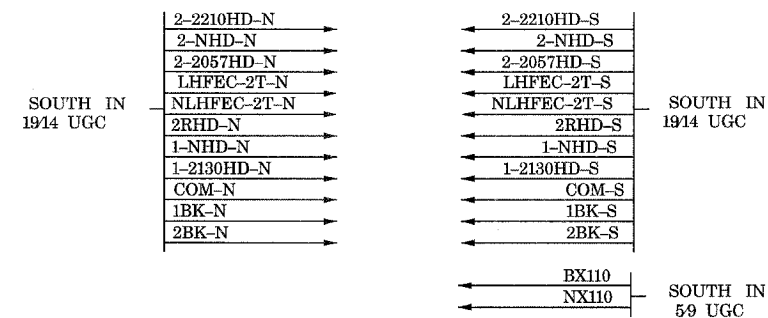 2-2210HD-N
2-NHD-N
2-2057HD-N
LHFEC-2T-N
NLHFEC-2T-N
2RHD-N
1-NHD-N
1-2130HD-N
COM-N
1BK-N
2BK-N
SOUTH IN
19/14 UGC
2-2210HD-S
2-NHD-S
2-2057HD-S
LHFEC-2T-S
NLHFEC-2T-S
2RHD-S
1-NHD-S
1-2130HD-S
COM-S
1BK-S
2BK-S
SOUTH IN
19/14 UGC
BX110
NX110
SOUTH IN
5/9 UGC